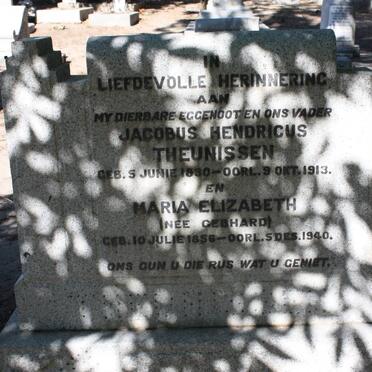 IN
LIEFDEVOLLE HERINNERING
AAN
MY DIERBARE EGGENOOT EN ONS VADER
JACOBUS HENDRICUS
THEUNISSEN
GEB. 5 JUNIE 1850 — OORL. 9 OKT. 1913.
EN
MARIA ELIZABETH
(NEE GEBHARD)
GEB. 10 JULIE 1856 — OORL. 5 DES. 1940.
ONS GUN U DIE RUS WAT U GENIET.